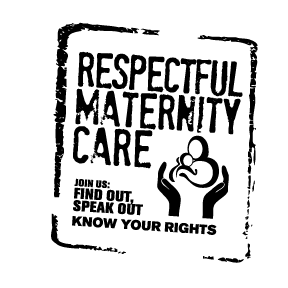 RESPECTFUL
MATERNITY
CARE
JOIN US:
FIND OUT,
SPEAK OUT
KNOW YOUR RIGHTS